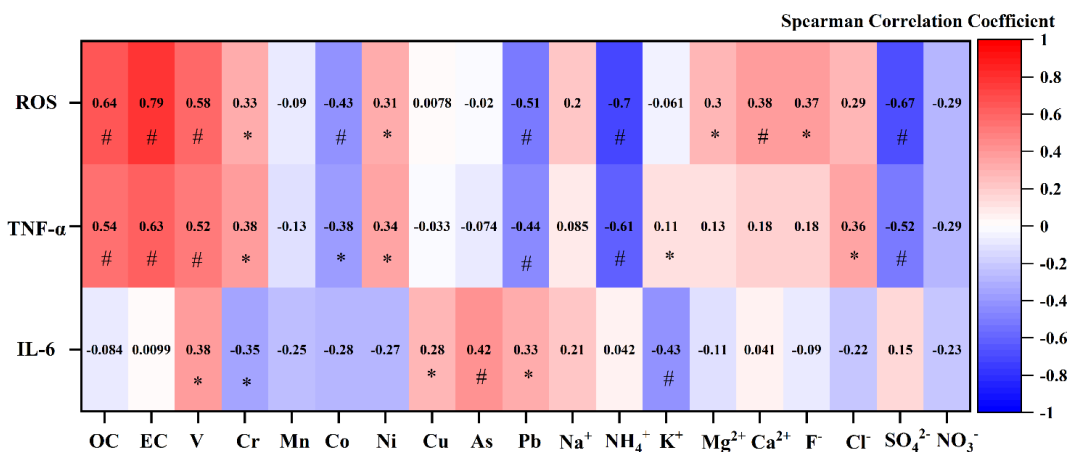 Spearman Corrclation Coefficient
ROS 0.64 0.79 0.58 0.33 -0.09 -0.43 0.31 0.0078 -0.02 -0.51 0.2 -0.7 -0.061 0.3 0.38 0.37 0.29 -0.67 -0.29
# # # * # * # # * # * #
TNF-α 0.54 0.63 0.52 0.38 -0.13 -0.38 0.34 -0.033 -0.074 -0.44 0.085 -0.61 0.11 0.13 0.18 0.18 0.36 -0.52 -0.29
# # # * * * # # * * #
IL-6 -0.084 0.0099 0.38 -0.35 -0.25 -0.28 -0.27 0.28 0.42 0.33 0.21 0.042 -0.43 -0.11 0.041 -0.09 -0.22 0.15 -0.23
* * * # * #
OC EC V Cr Mn Co Ni Cu As Pb Na⁺ NH₄⁺ K⁺ Mg²⁺ Ca²⁺ F⁻ Cl⁻ SO₄²⁻ NO₃⁻
1
0.8
0.6
0.4
0.2
0
-0.2
-0.4
-0.6
-0.8
-1